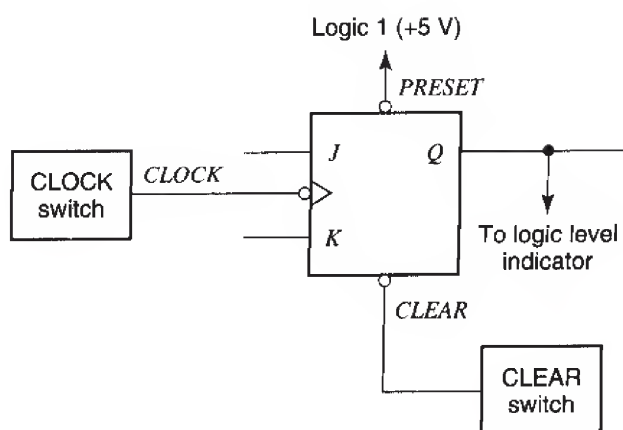 Logic 1 (+5 V)
PRESET
J
Q
CLOCK
switch
CLOCK
K
To logic level
indicator
CLEAR
CLEAR
switch